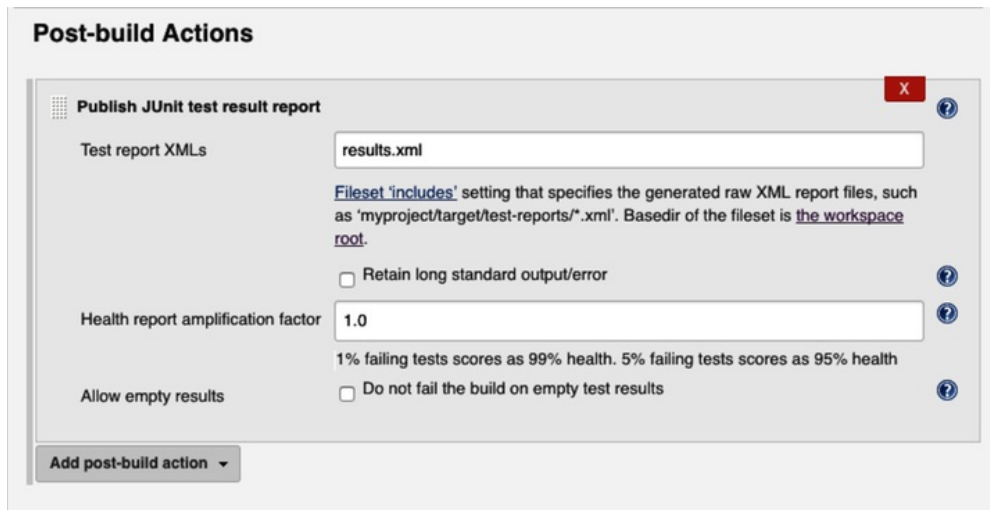 Post-build Actions
X
Publish JUnit test result report
?
Test report XMLs
results.xml
Fileset ‘includes’ setting that specifies the generated raw XML report files, such
as ‘myproject/target/test-reports/*.xml’. Basedir of the fileset is the workspace
root.
Retain long standard output/error
?
Health report amplification factor
1.0
?
1% failing tests scores as 99% health. 5% failing tests scores as 95% health
Allow empty results
Do not fail the build on empty test results
?
Add post-build action